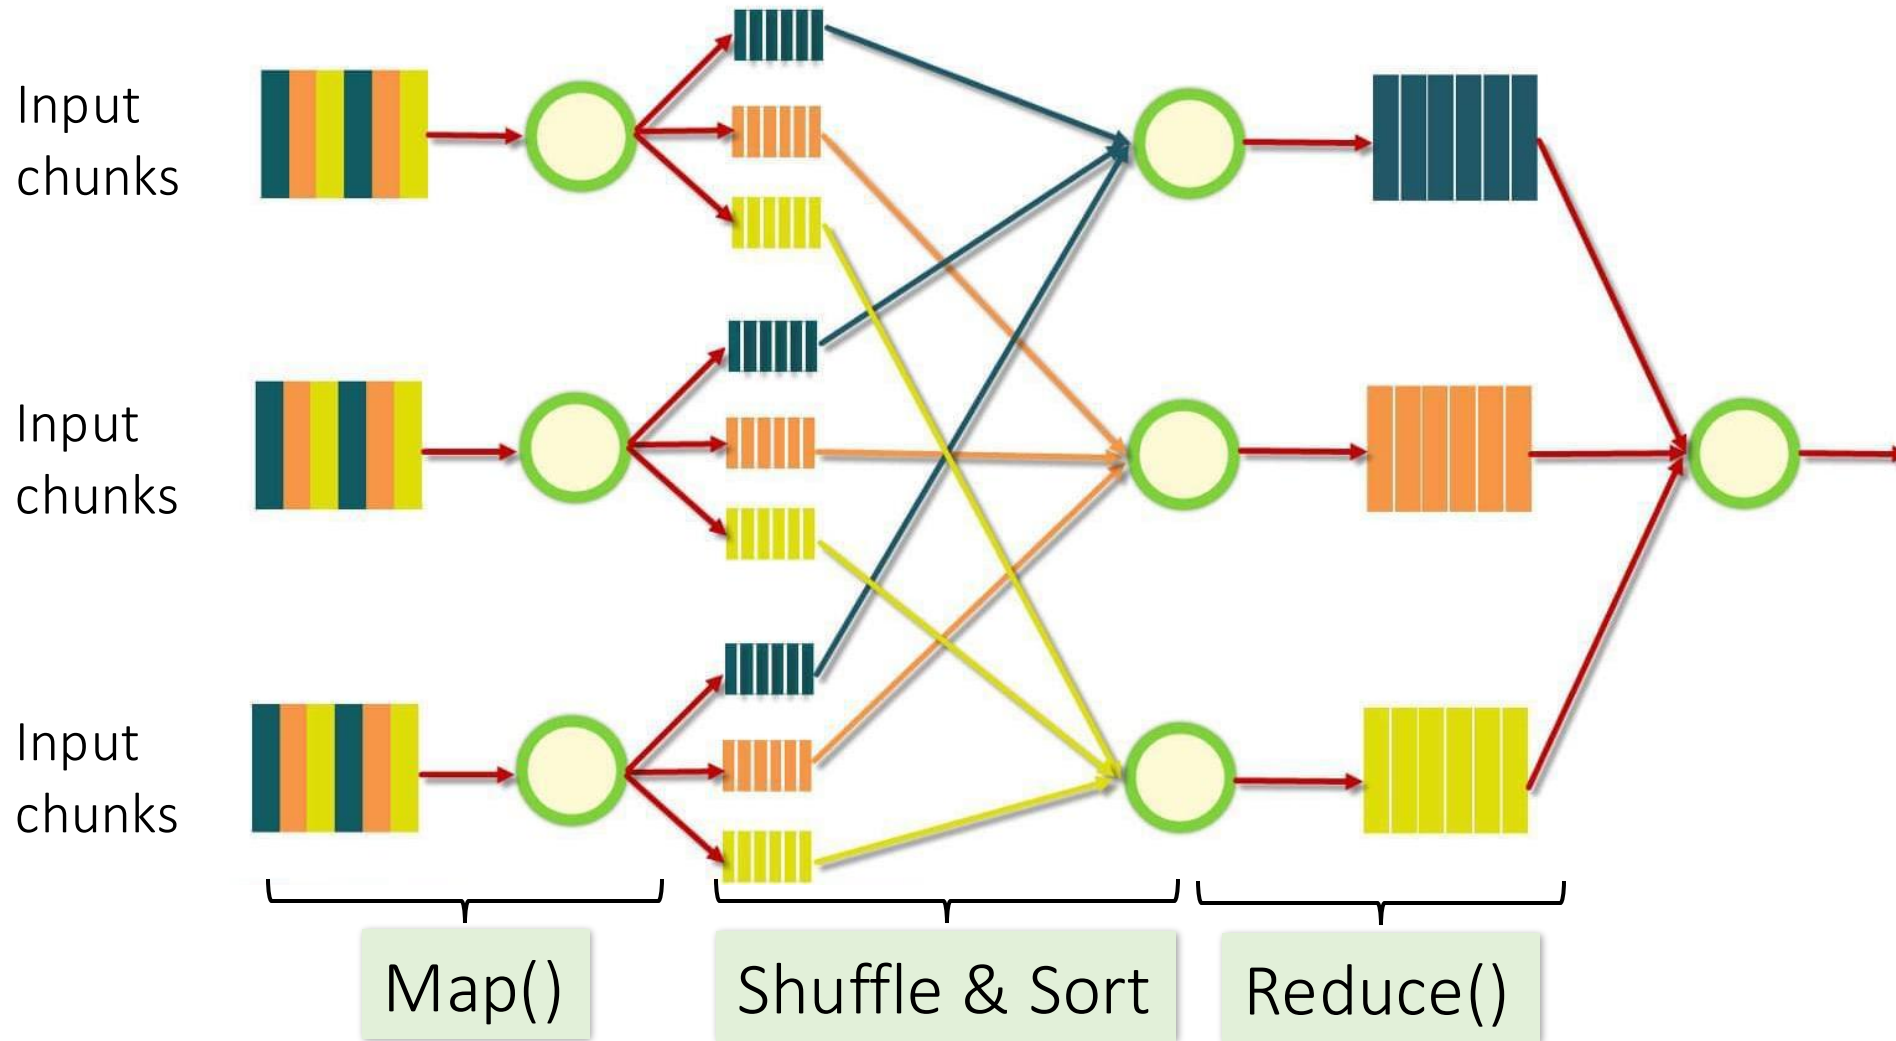 Input
chunks
Input
chunks
Input
chunks
Map()
Shuffle & Sort
Reduce()